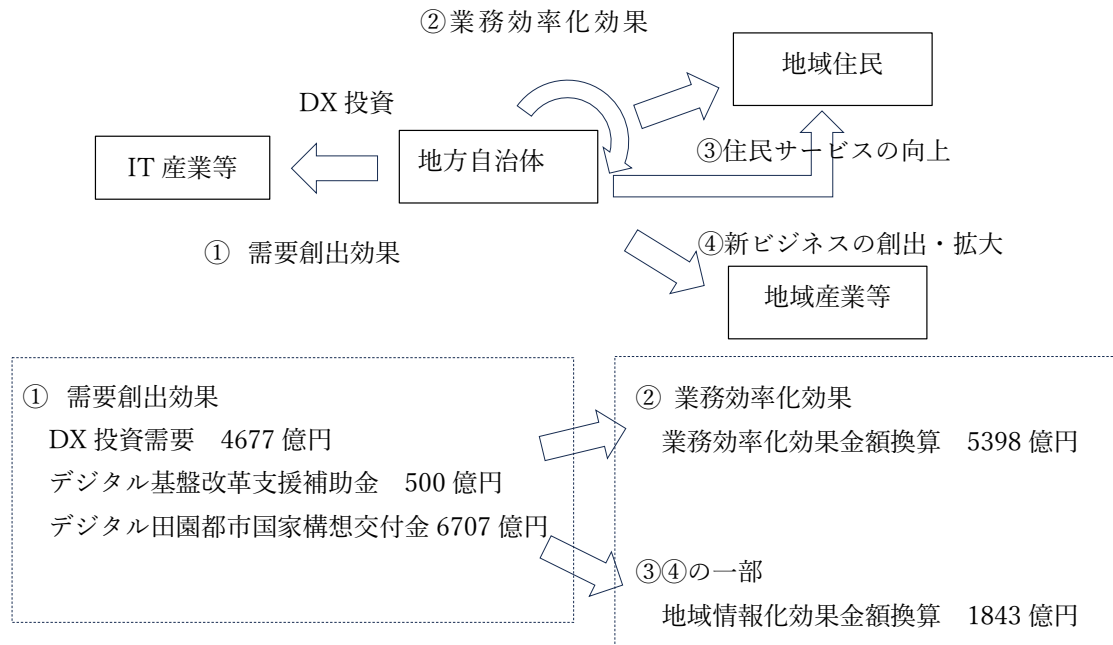 ②業務効率化効果
地域住民
DX 投資
IT 産業等
地方自治体
③住民サービスの向上
① 需要創出効果
④新ビジネスの創出・拡大
地域産業等
① 需要創出効果
DX 投資需要 4677 億円
デジタル基盤改革支援補助金 500 億円
デジタル田園都市国家構想交付金 6707 億円
② 業務効率化効果
業務効率化効果金額換算 5398 億円
③④の一部
地域情報化効果金額換算 1843 億円